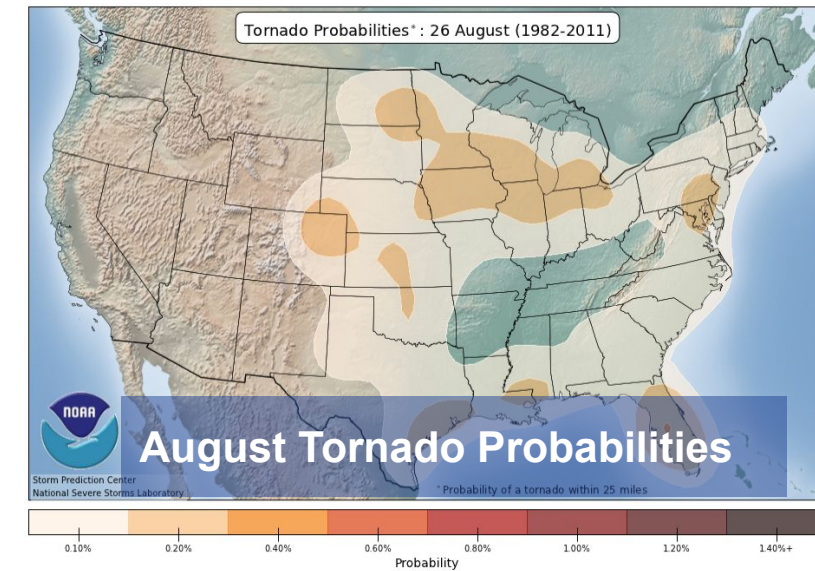 Tornado Probabilities*: 26 August (1982-2011)
NOAA
August Tornado Probabilities
Storm Prediction Center
National Severe Storms Laboratory
*Probability of a tornado within 25 miles
0.10% 0.20% 0.40% 0.60% 0.80% 1.00% 1.20% 1.40%+
Probability